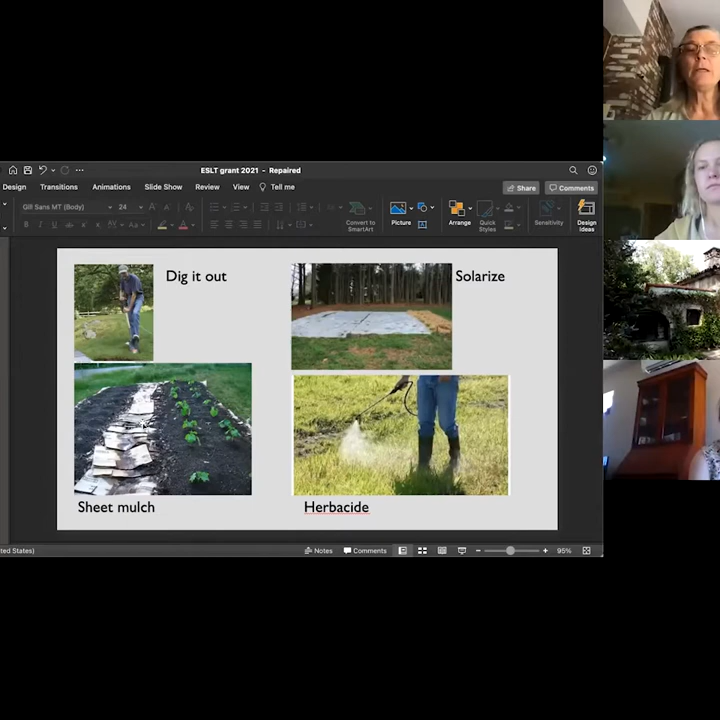 ESLT grant 2021 - Repaired
Design Transitions Animations Slide Show Review View Tell me Share Comments
Gill Sans MT (Body) 24
Convert to SmartArt Picture Arrange Quick Styles Sensitivity Design Ideas
Dig it out
Solarize
Sheet mulch
Herbacide
ted States) Notes Comments 95%